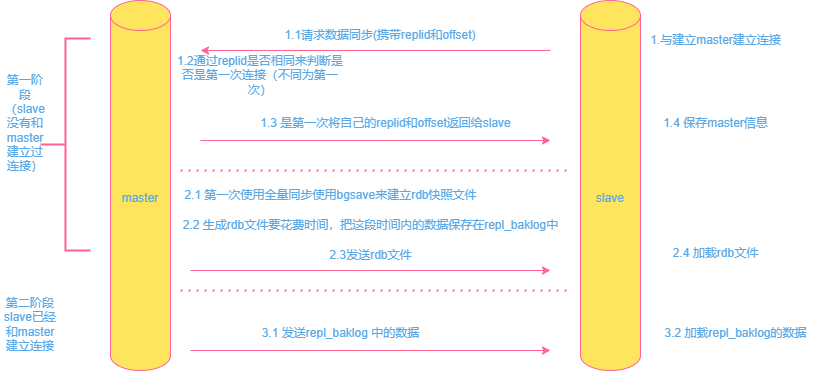 1.1请求数据同步(携带replid和offset)
1.与建立master建立连接
1.2通过replid是否相同来判断是
否是第一次连接（不同为第一
次）
第一阶
段
（slave
没有和
master
建立过
连接）
1.3 是第一次将自己的replid和offset返回给slave
1.4 保存master信息
master
slave
2.1 第一次使用全量同步使用bgsave来建立rdb快照文件
2.2 生成rdb文件要花费时间，把这段时间内的数据保存在repl_baklog中
2.3发送rdb文件
2.4 加载rdb文件
第二阶段
slave已经
和master
建立连接
3.1 发送repl_baklog 中的数据
3.2 加载repl_baklog的数据